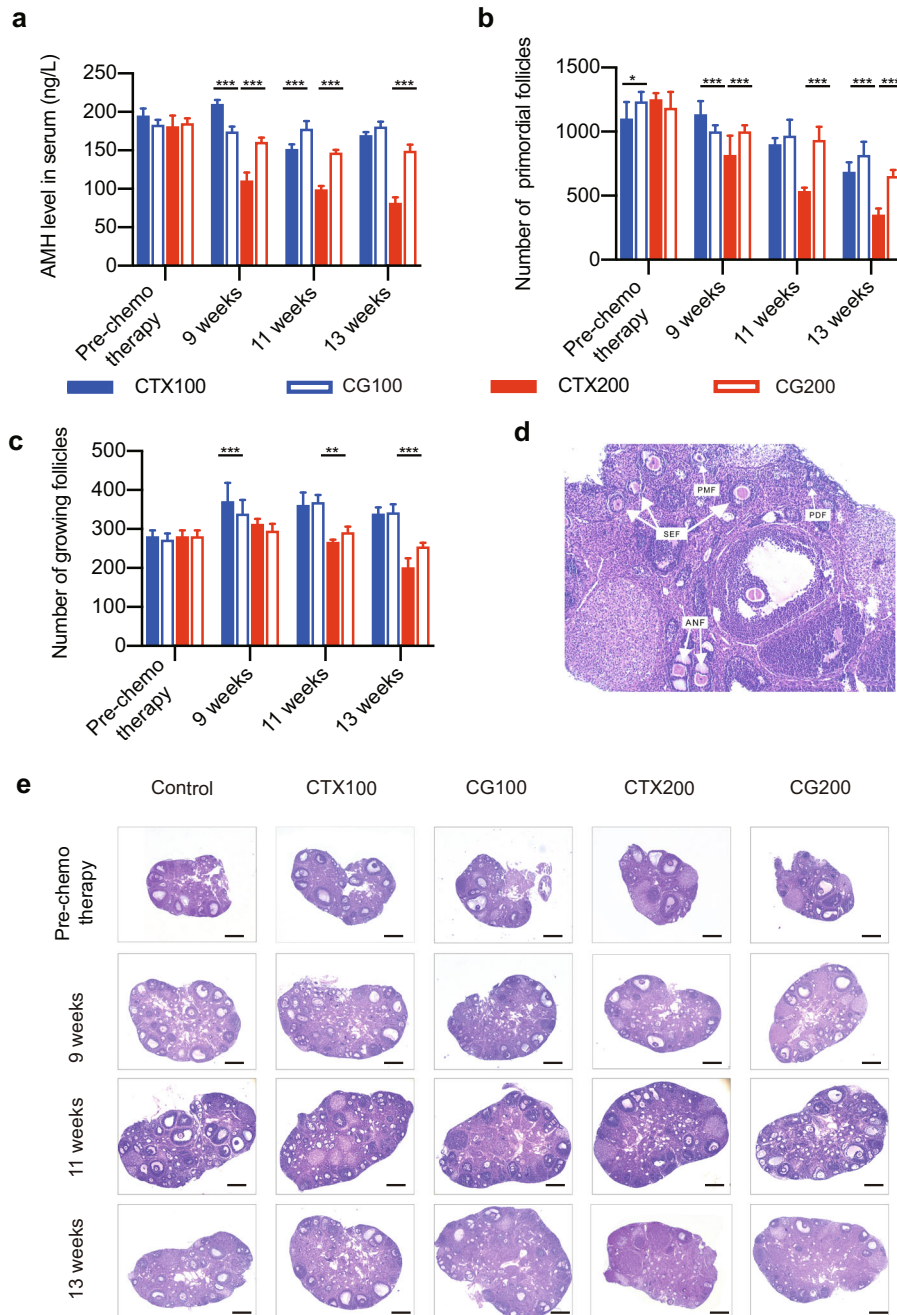 a
AMH level in serum (ng/L)
250
200
150
100
50
0
*** *** *** *** ***
Pre-chemo
therapy
9 weeks
11 weeks
13 weeks
b
Number of primordial follicles
1500
1000
500
0
* *** *** *** *** ***
Pre-chemo
therapy
9 weeks
11 weeks
13 weeks
CTX100 CG100 CTX200 CG200
c
Number of growing follicles
500
400
300
200
100
0
*** ** ***
Pre-chemo
therapy
9 weeks
11 weeks
13 weeks
d
PMF
PDF
SEF
ANF
e
Control CTX100 CG100 CTX200 CG200
Pre-chemo
therapy
9 weeks
11 weeks
13 weeks